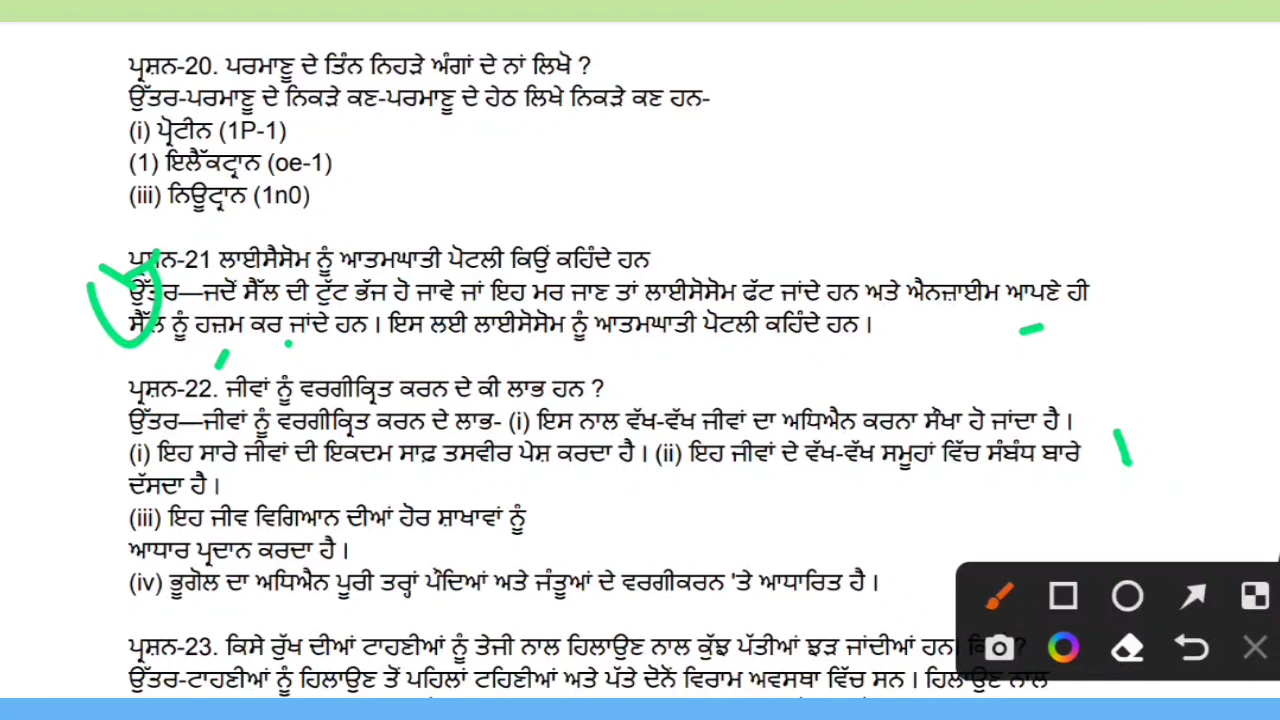 ਪ੍ਰਸ਼ਨ-20. ਪਰਮਾਣੂ ਦੇ ਤਿੰਨ ਨਿਹੜੇ ਅੰਗਾਂ ਦੇ ਨਾਂ ਲਿਖੋ ?
ਉੱਤਰ-ਪਰਮਾਣੂ ਦੇ ਨਿਕੜੇ ਕਣ-ਪਰਮਾਣੂ ਦੇ ਹੇਠ ਲਿਖੇ ਨਿਕੜੇ ਕਣ ਹਨ-
(i) ਪ੍ਰੋਟੀਨ (1P-1)
(1) ਇਲੈੱਕਟ੍ਰਾਨ (oe-1)
(iii) ਨਿਊਟ੍ਰਾਨ (1n0)
ਪ੍ਰਸ਼ਨ-21 ਲਾਈਸੈਸੋਮ ਨੂੰ ਆਤਮਘਾਤੀ ਪੋਟਲੀ ਕਿਉਂ ਕਹਿੰਦੇ ਹਨ
ਉੱਤਰ—ਜਦੋਂ ਸੈੱਲ ਦੀ ਟੁੱਟ ਭੱਜ ਹੋ ਜਾਵੇ ਜਾਂ ਇਹ ਮਰ ਜਾਣ ਤਾਂ ਲਾਈਸੋਸੋਮ ਫੱਟ ਜਾਂਦੇ ਹਨ ਅਤੇ ਐਨਜ਼ਾਈਮ ਆਪਣੇ ਹੀ
ਸੈੱਲ ਨੂੰ ਹਜ਼ਮ ਕਰ ਜਾਂਦੇ ਹਨ। ਇਸ ਲਈ ਲਾਈਸੋਸੋਮ ਨੂੰ ਆਤਮਘਾਤੀ ਪੋਟਲੀ ਕਹਿੰਦੇ ਹਨ।
ਪ੍ਰਸ਼ਨ-22. ਜੀਵਾਂ ਨੂੰ ਵਰਗੀਕ੍ਰਿਤ ਕਰਨ ਦੇ ਕੀ ਲਾਭ ਹਨ ?
ਉੱਤਰ—ਜੀਵਾਂ ਨੂੰ ਵਰਗੀਕ੍ਰਿਤ ਕਰਨ ਦੇ ਲਾਭ- (i) ਇਸ ਨਾਲ ਵੱਖ-ਵੱਖ ਜੀਵਾਂ ਦਾ ਅਧਿਐਨ ਕਰਨਾ ਸੌਖਾ ਹੋ ਜਾਂਦਾ ਹੈ।
(i) ਇਹ ਸਾਰੇ ਜੀਵਾਂ ਦੀ ਇਕਦਮ ਸਾਫ਼ ਤਸਵੀਰ ਪੇਸ਼ ਕਰਦਾ ਹੈ। (ii) ਇਹ ਜੀਵਾਂ ਦੇ ਵੱਖ-ਵੱਖ ਸਮੂਹਾਂ ਵਿੱਚ ਸੰਬੰਧ ਬਾਰੇ
ਦੱਸਦਾ ਹੈ।
(iii) ਇਹ ਜੀਵ ਵਿਗਿਆਨ ਦੀਆਂ ਹੋਰ ਸ਼ਾਖਾਵਾਂ ਨੂੰ
ਆਧਾਰ ਪ੍ਰਦਾਨ ਕਰਦਾ ਹੈ।
(iv) ਭੂਗੋਲ ਦਾ ਅਧਿਐਨ ਪੂਰੀ ਤਰ੍ਹਾਂ ਪੌਦਿਆਂ ਅਤੇ ਜੰਤੂਆਂ ਦੇ ਵਰਗੀਕਰਨ 'ਤੇ ਆਧਾਰਿਤ ਹੈ।
ਪ੍ਰਸ਼ਨ-23. ਕਿਸੇ ਰੁੱਖ ਦੀਆਂ ਟਾਹਣੀਆਂ ਨੂੰ ਤੇਜੀ ਨਾਲ ਹਿਲਾਉਣ ਨਾਲ ਕੁੱਝ ਪੱਤੀਆਂ ਝੜ ਜਾਂਦੀਆਂ ਹਨ। ?
ਉੱਤਰ-ਟਾਹਣੀਆਂ ਨੂੰ ਹਿਲਾਉਣ ਤੋਂ ਪਹਿਲਾਂ ਟਹਿਣੀਆਂ ਅਤੇ ਪੱਤੇ ਦੋਨੋਂ ਵਿਰਾਮ ਅਵਸਥਾ ਵਿੱਚ ਸਨ। ਹਿਲਾਉਣ ਨਾਲ